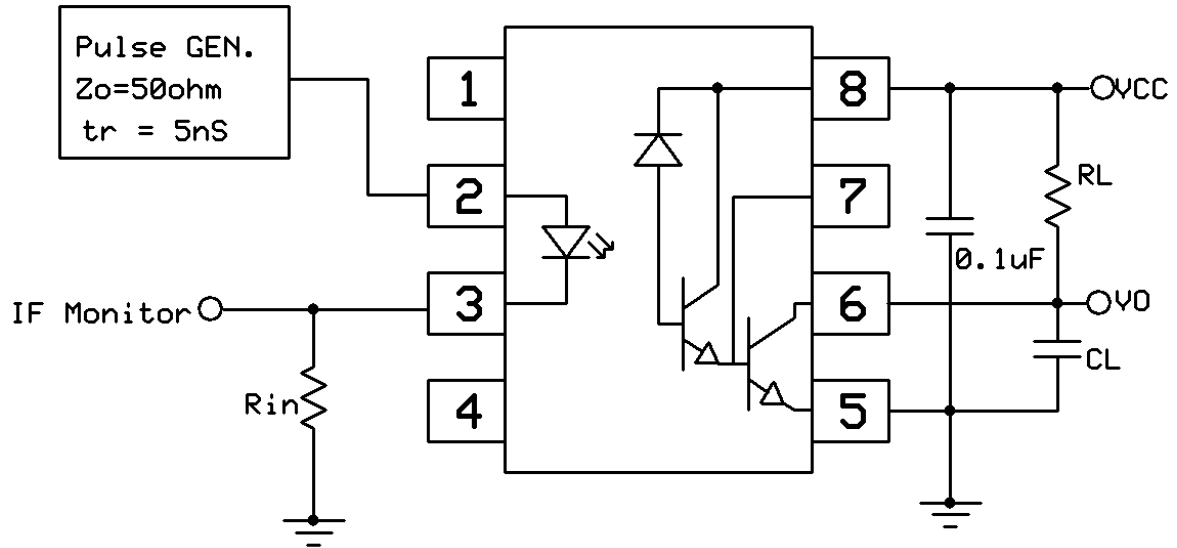 Pulse GEN.
Zo=50ohm
tr = 5nS
1
2
3
4
8
7
6
5
VCC
RL
0.1uF
VO
CL
IF Monitor
Rin